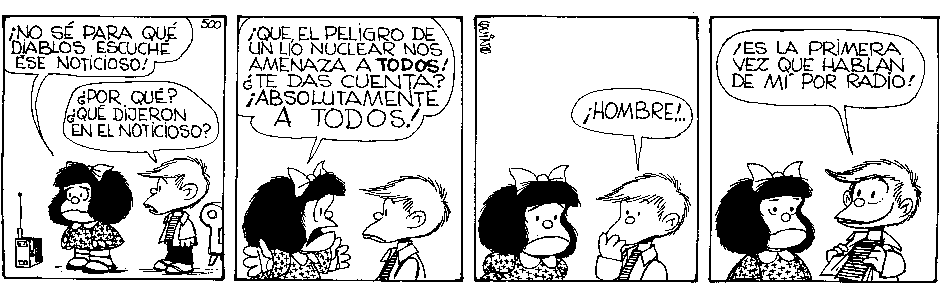 500
¡NO SÉ PARA QUÉ
DIABLOS ESCUCHÉ
ESE NOTICIOSO!
¿POR QUÉ?
¿QUÉ DIJERON
EN EL NOTICIOSO?
¡QUE EL PELIGRO DE
UN LÍO NUCLEAR NOS
AMENAZA A TODOS!
¿TE DAS CUENTA?
¡ABSOLUTAMENTE
A TODOS!
QUINO
¡HOMBRE!..
¡ES LA PRIMERA
VEZ QUE HABLAN
DE MÍ POR RADIO!